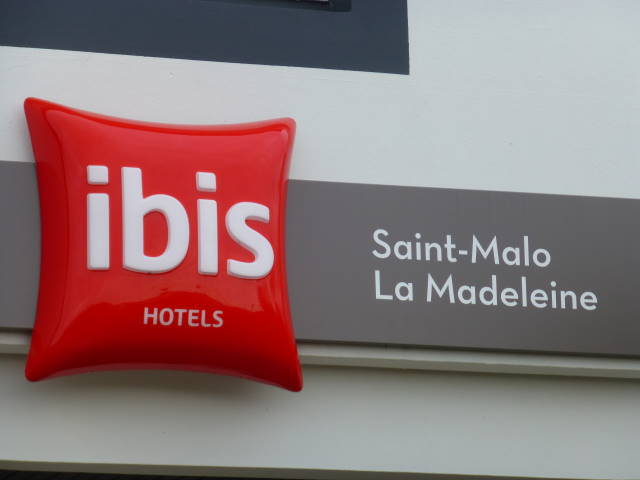 ibis
HOTELS
Saint-Malo
La Madeleine